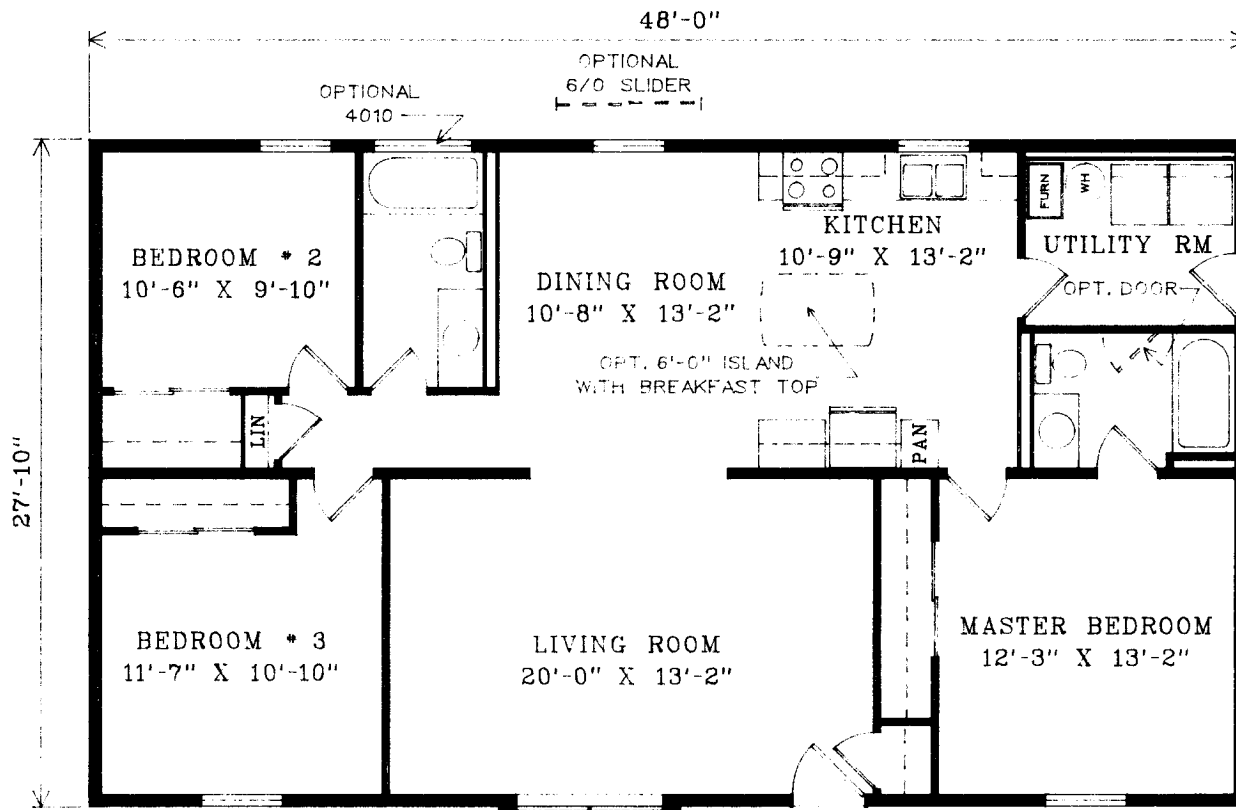 48'-0"
OPTIONAL
6/0 SLIDER
OPTIONAL
4010
27'-10"
BEDROOM # 2
10'-6" X 9'-10"
DINING ROOM
10'-8" X 13'-2"
KITCHEN
10'-9" X 13'-2"
FURN
WH
UTILITY RM
OPT. DOOR
OPT. 6'-0" ISLAND
WITH BREAKFAST TOP
LIN
PAN
BEDROOM # 3
11'-7" X 10'-10"
LIVING ROOM
20'-0" X 13'-2"
MASTER BEDROOM
12'-3" X 13'-2"